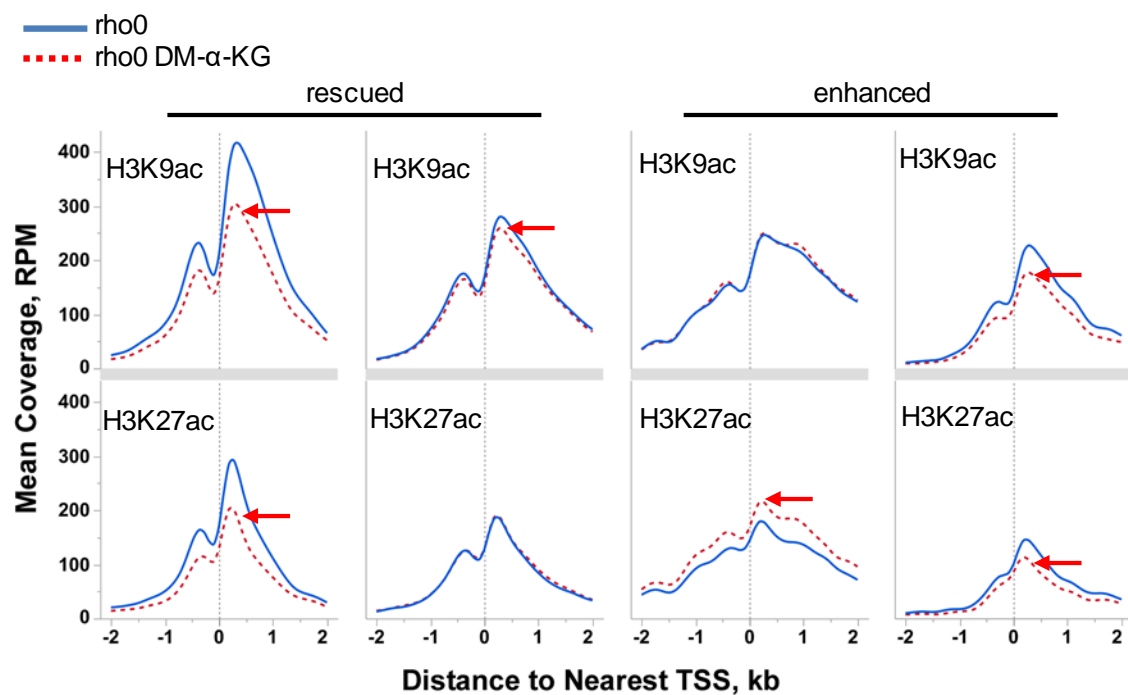 rho0
rho0 DM-α-KG
rescued
enhanced
Mean Coverage, RPM
400
300
200
100
0
H3K9ac
H3K9ac
H3K9ac
H3K9ac
400
300
200
100
0
H3K27ac
H3K27ac
H3K27ac
H3K27ac
-2 -1 0 1 2
-2 -1 0 1 2
-2 -1 0 1 2
-2 -1 0 1 2
Distance to Nearest TSS, kb